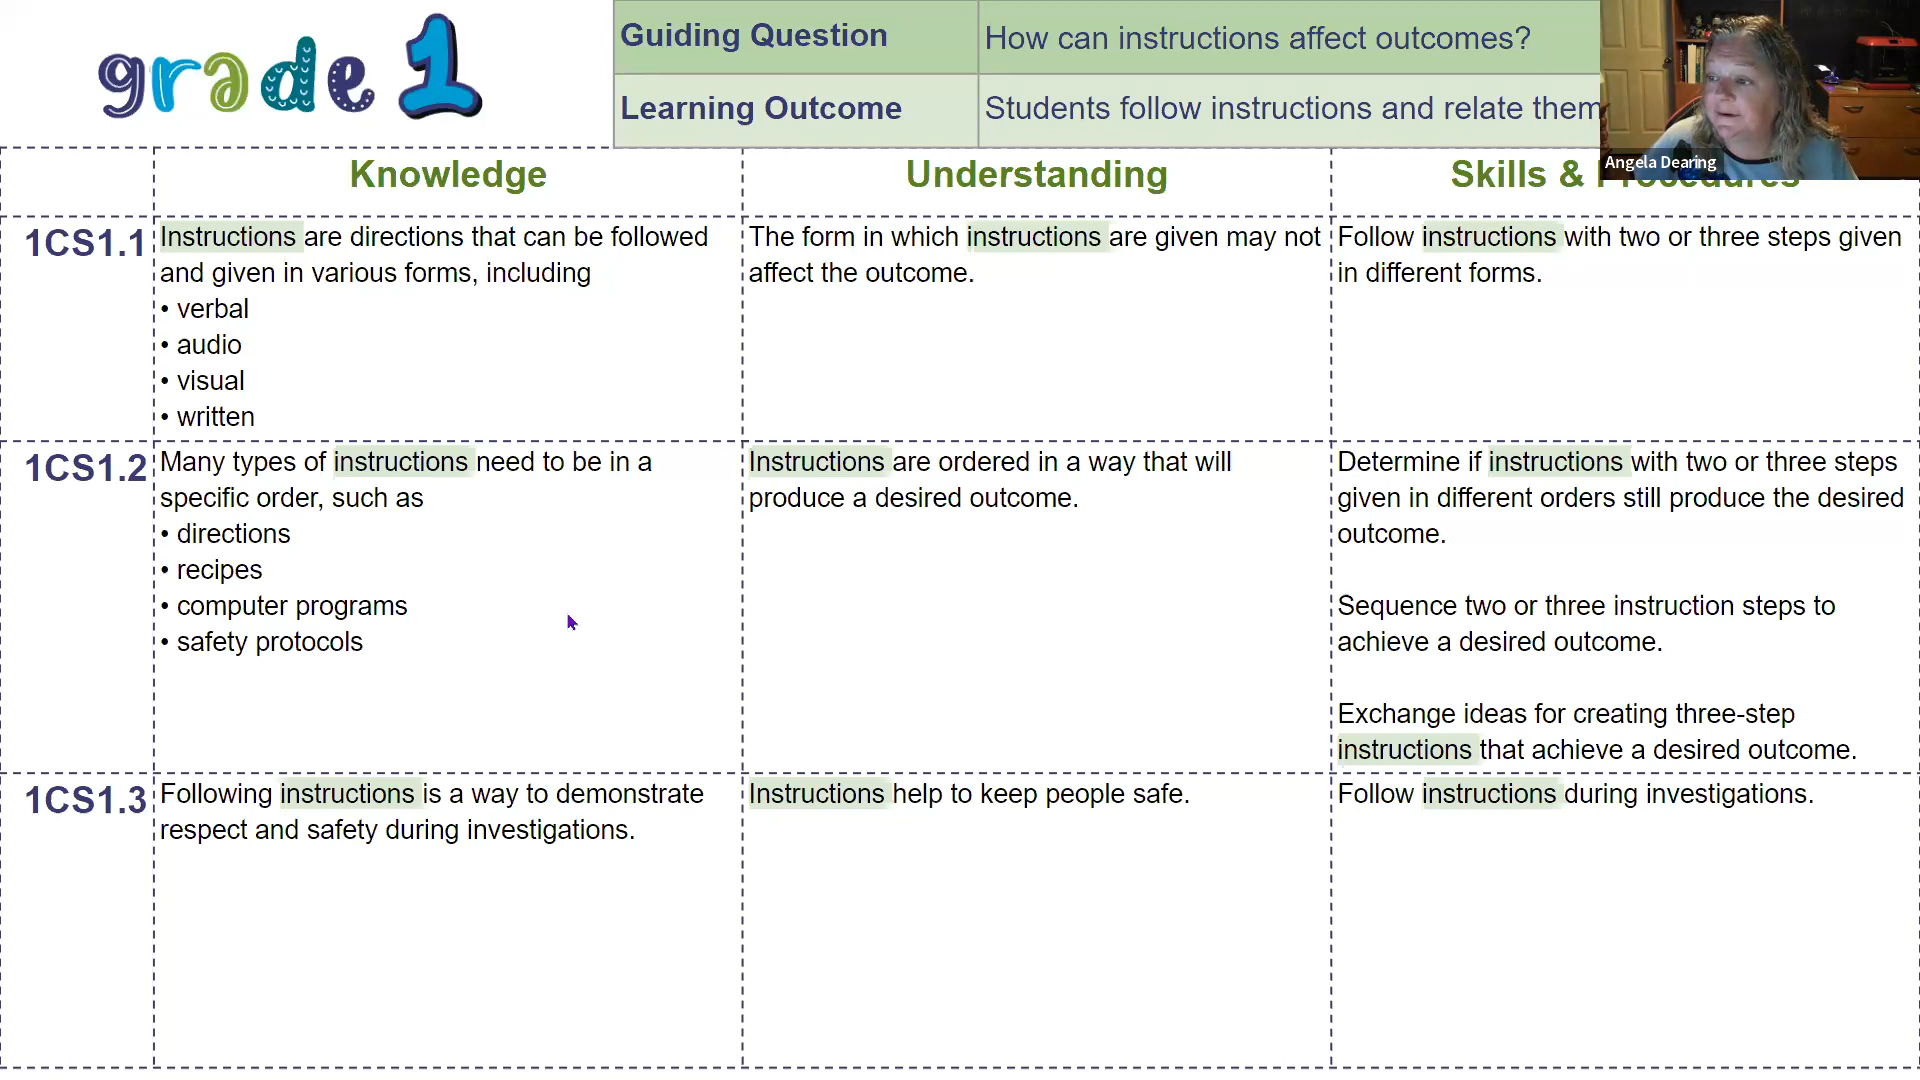 grade 1
Guiding Question
How can instructions affect outcomes?
Learning Outcome
Students follow instructions and relate them
Angela Dearing
Knowledge
Understanding
Skills &
1CS1.1
Instructions are directions that can be followed
and given in various forms, including
• verbal
• audio
• visual
• written
The form in which instructions are given may not
affect the outcome.
Follow instructions with two or three steps given
in different forms.
1CS1.2
Many types of instructions need to be in a
specific order, such as
• directions
• recipes
• computer programs
• safety protocols
Instructions are ordered in a way that will
produce a desired outcome.
Determine if instructions with two or three steps
given in different orders still produce the desired
outcome.
Sequence two or three instruction steps to
achieve a desired outcome.
Exchange ideas for creating three-step
instructions that achieve a desired outcome.
1CS1.3
Following instructions is a way to demonstrate
respect and safety during investigations.
Instructions help to keep people safe.
Follow instructions during investigations.